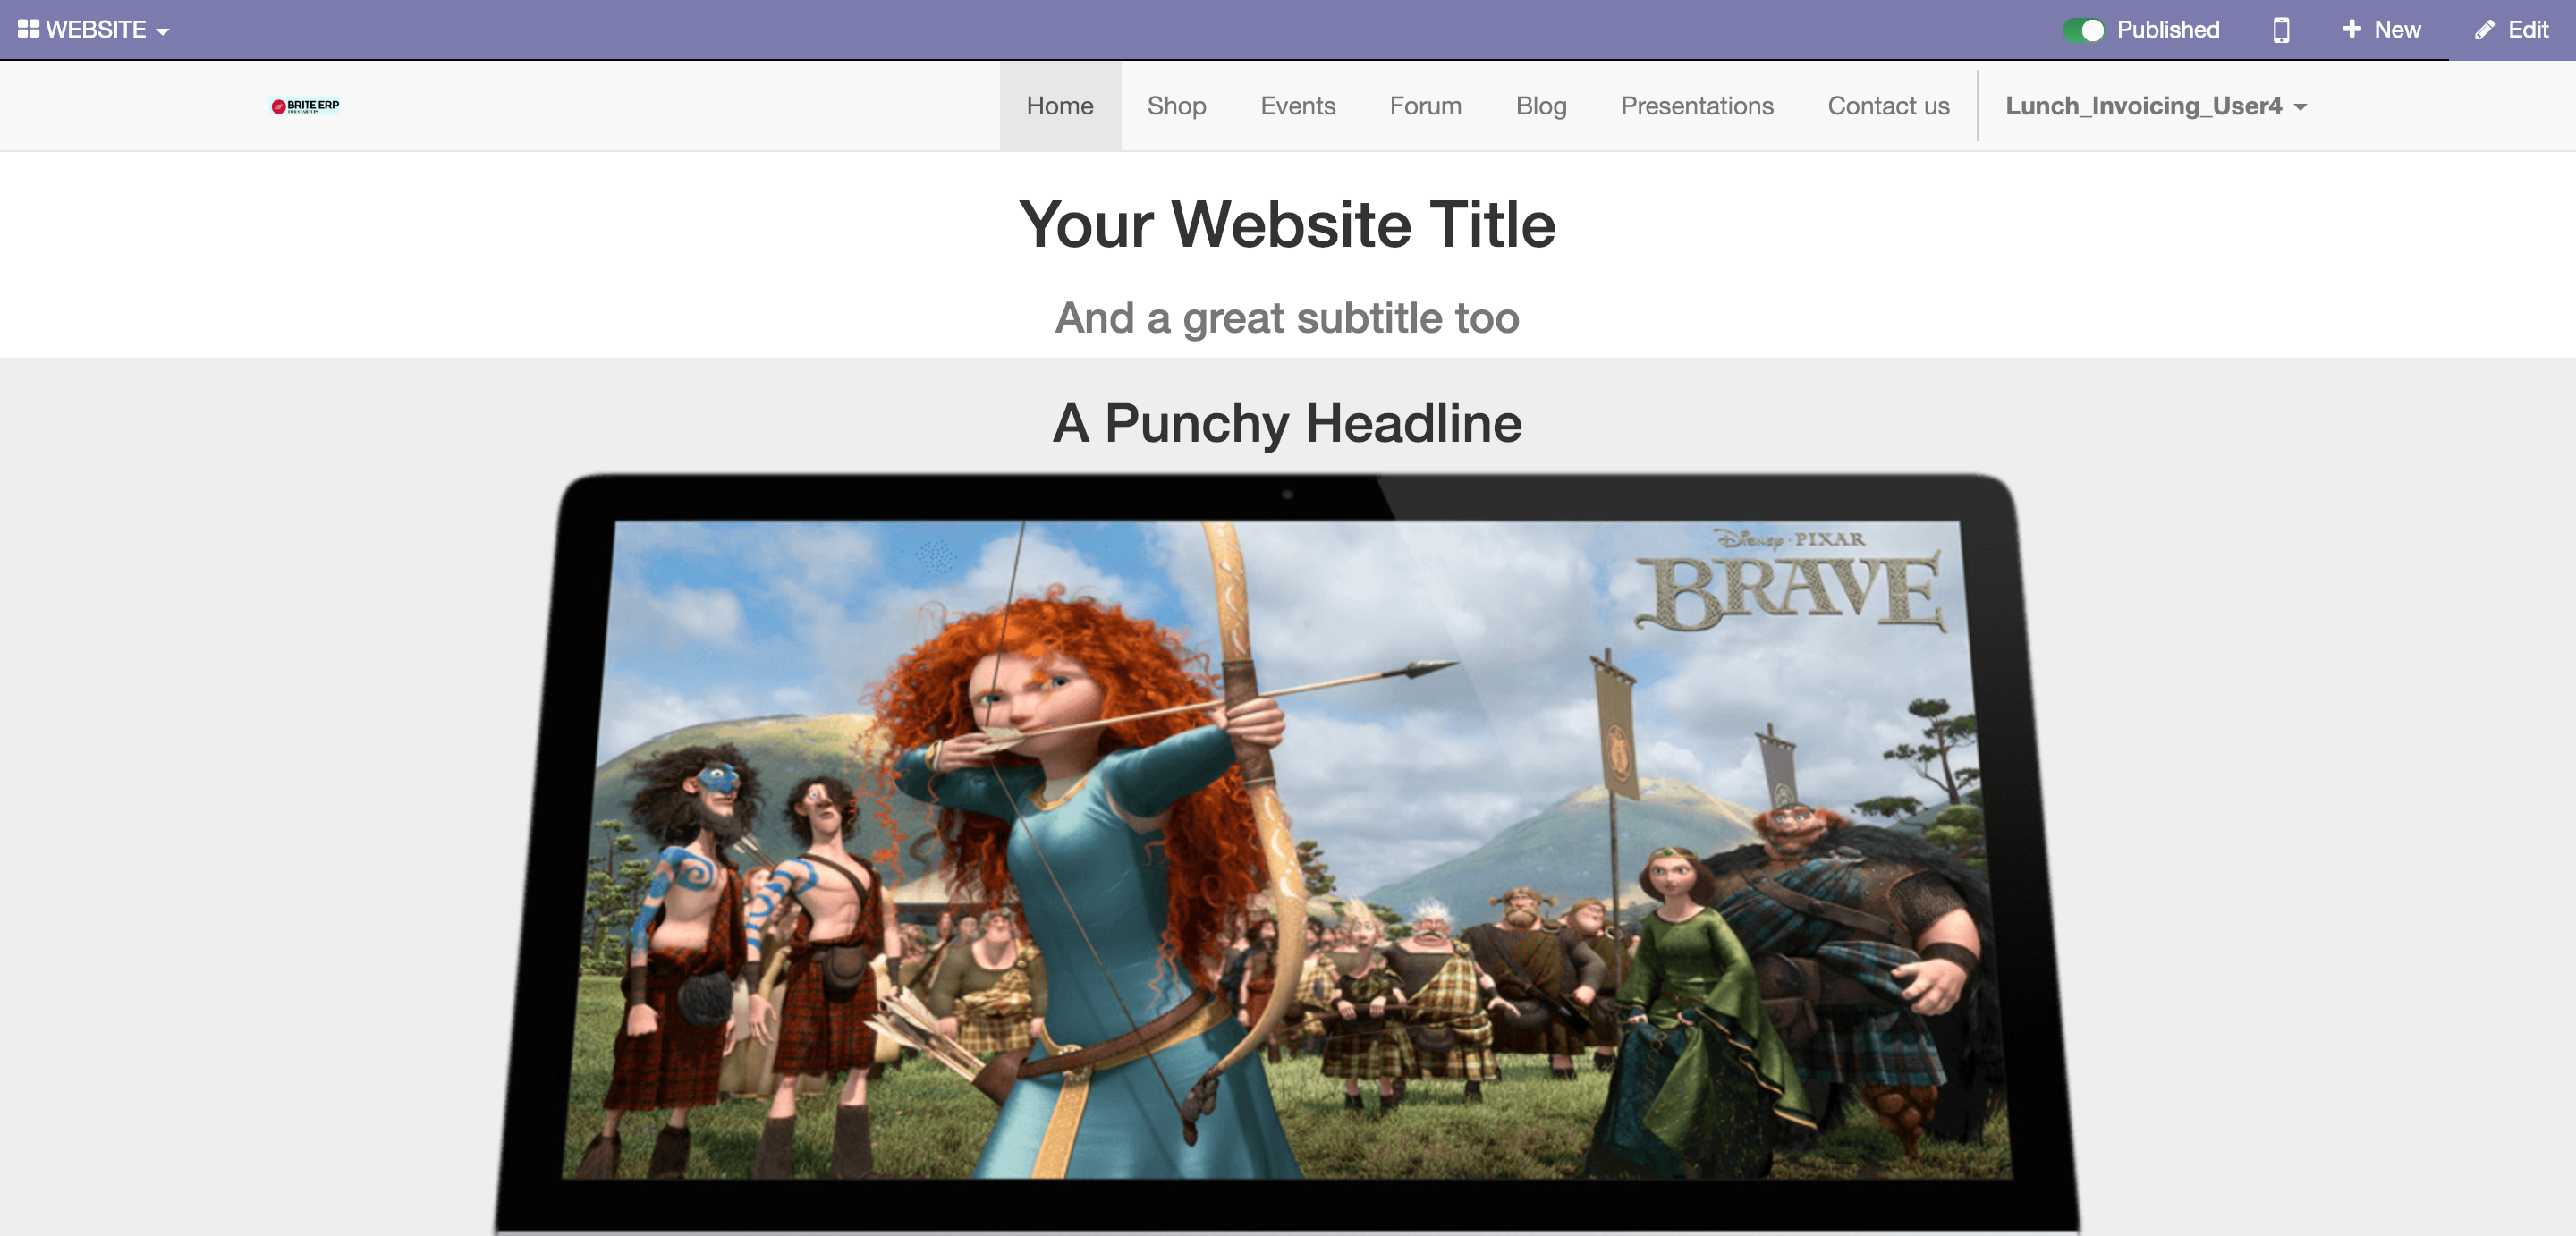 WEBSITE
Published
New
Edit
BRITE ERP
Home
Shop
Events
Forum
Blog
Presentations
Contact us
Lunch_Invoicing_User4
Your Website Title
And a great subtitle too
A Punchy Headline
Disney · PIXAR
BRAVE